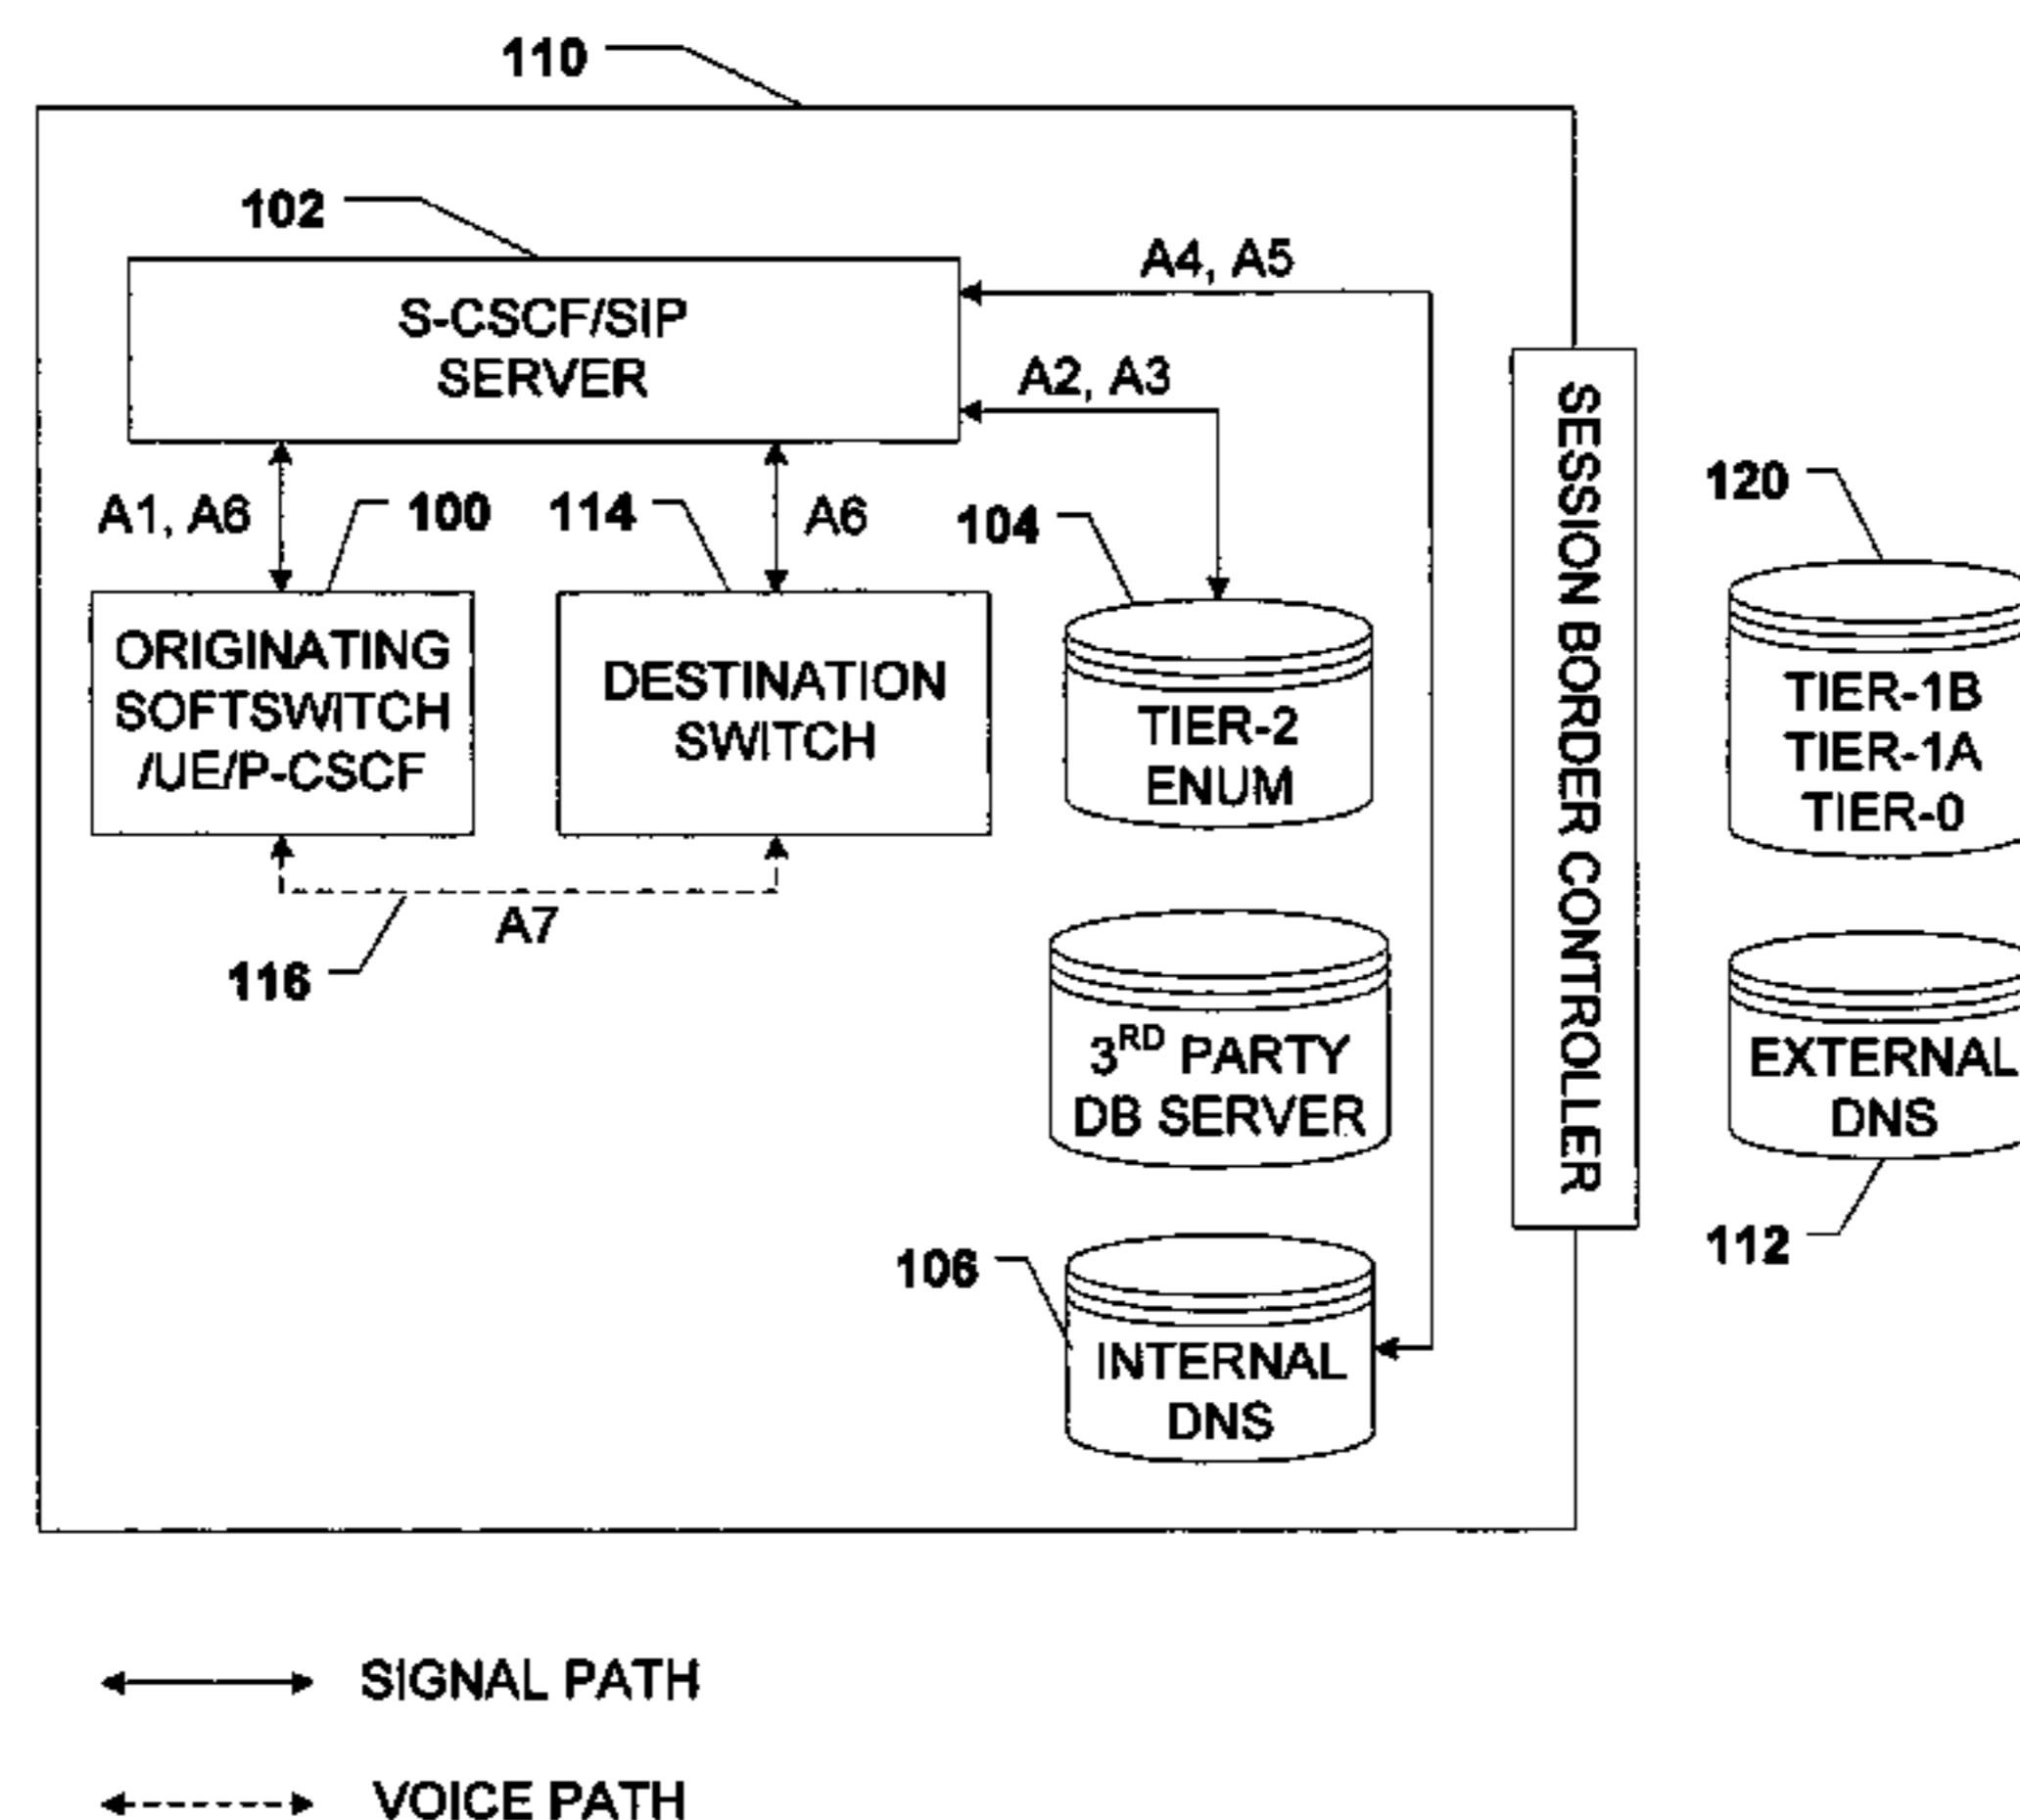 110
102
S-CSCF/SIP
SERVER
A4, A5
A2, A3
A1, A6
100
114
A6
104
120
ORIGINATING
SOFTSWITCH
/UE/P-CSCF
DESTINATION
SWITCH
TIER-2
ENUM
SESSION BORDER CONTROLLER
TIER-1B
TIER-1A
TIER-0
A7
116
3RD PARTY
DB SERVER
EXTERNAL
DNS
112
106
INTERNAL
DNS
SIGNAL PATH
VOICE PATH